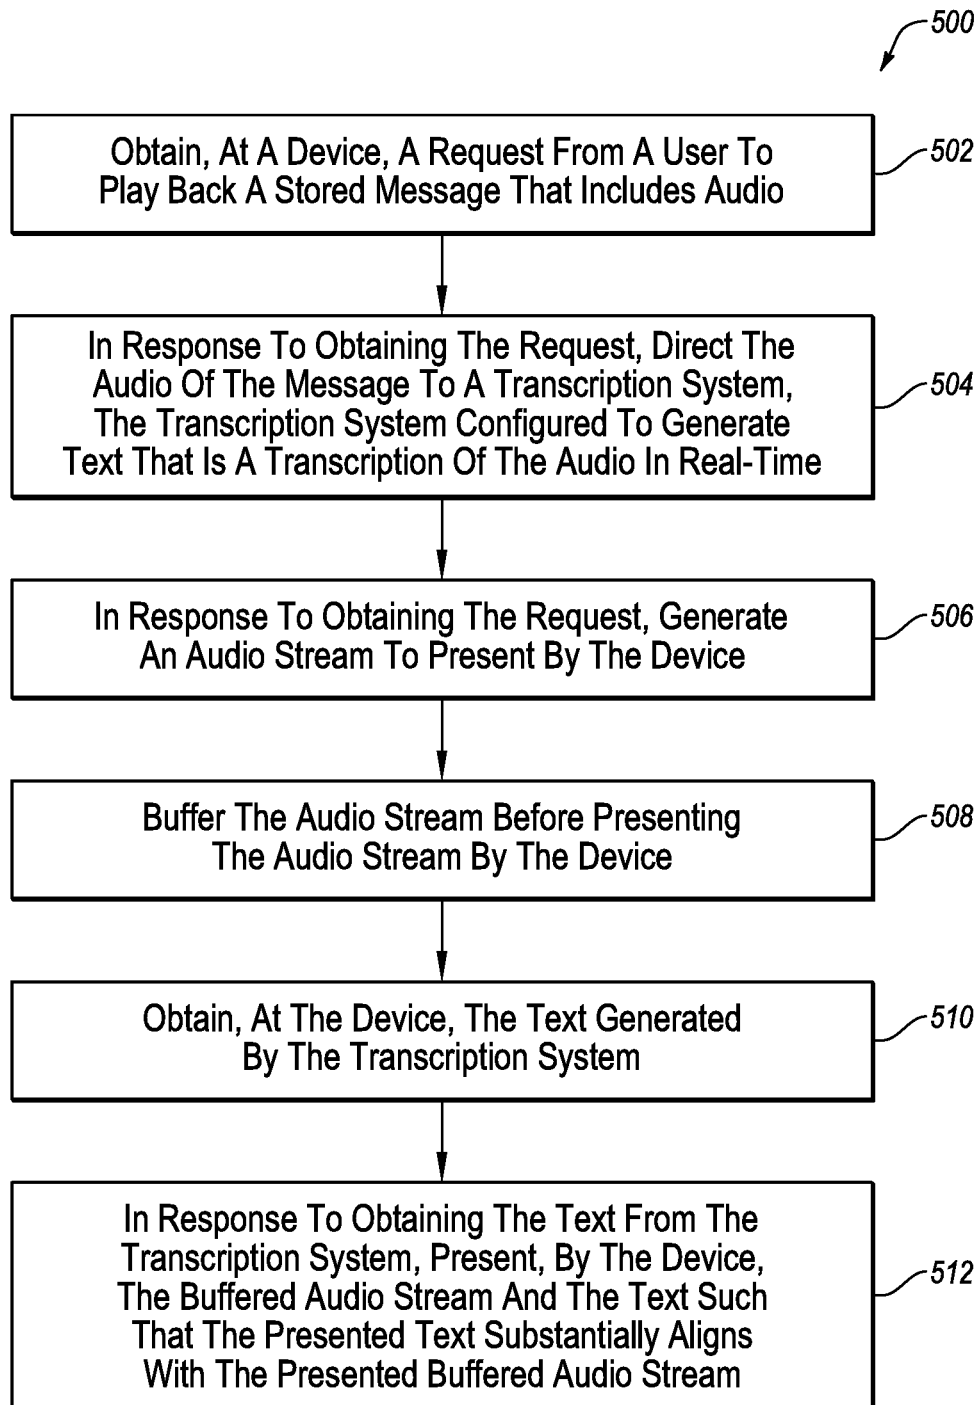 500
Obtain, At A Device, A Request From A User To
Play Back A Stored Message That Includes Audio
502
In Response To Obtaining The Request, Direct The
Audio Of The Message To A Transcription System,
The Transcription System Configured To Generate
Text That Is A Transcription Of The Audio In Real-Time
504
In Response To Obtaining The Request, Generate
An Audio Stream To Present By The Device
506
Buffer The Audio Stream Before Presenting
The Audio Stream By The Device
508
Obtain, At The Device, The Text Generated
By The Transcription System
510
In Response To Obtaining The Text From The
Transcription System, Present, By The Device,
The Buffered Audio Stream And The Text Such
That The Presented Text Substantially Aligns
With The Presented Buffered Audio Stream
512